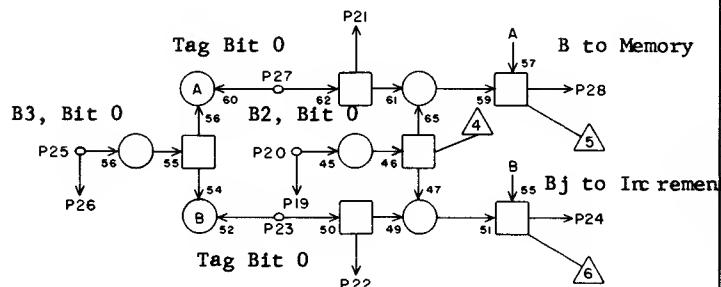 P21
Tag Bit 0
A
B to Memory
P27
57
A
60
62
61
59
P28
56
65
B3, Bit 0
B2, Bit 0
4
5
P25
56
55
P20
45
46
P26
54
P19
47
B
55
Bj to Incremen
B
52
P23
50
49
51
P24
Tag Bit 0
6
P22